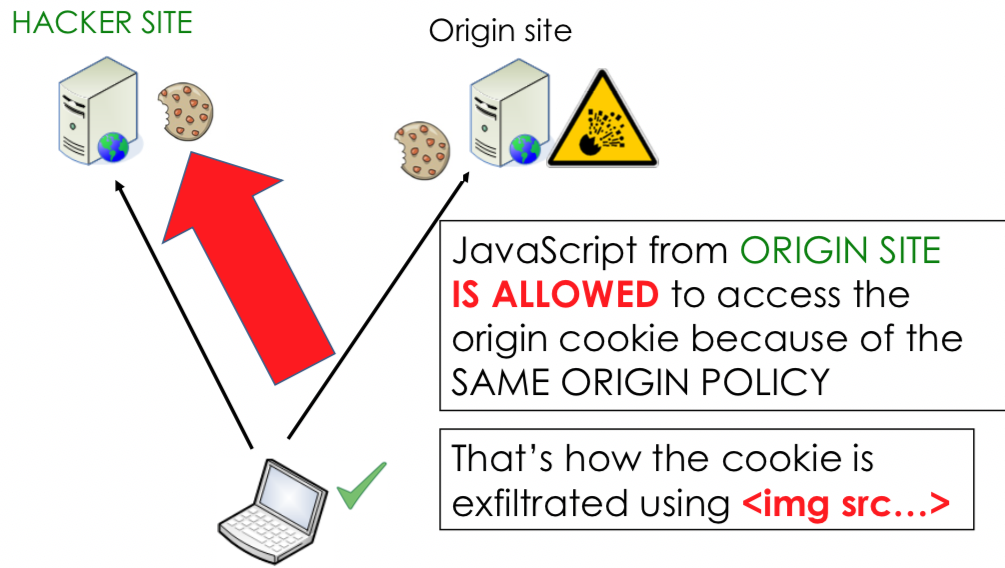 HACKER SITE
Origin site
JavaScript from ORIGIN SITE
IS ALLOWED to access the
origin cookie because of the
SAME ORIGIN POLICY
That’s how the cookie is
exfiltrated using <img src…>